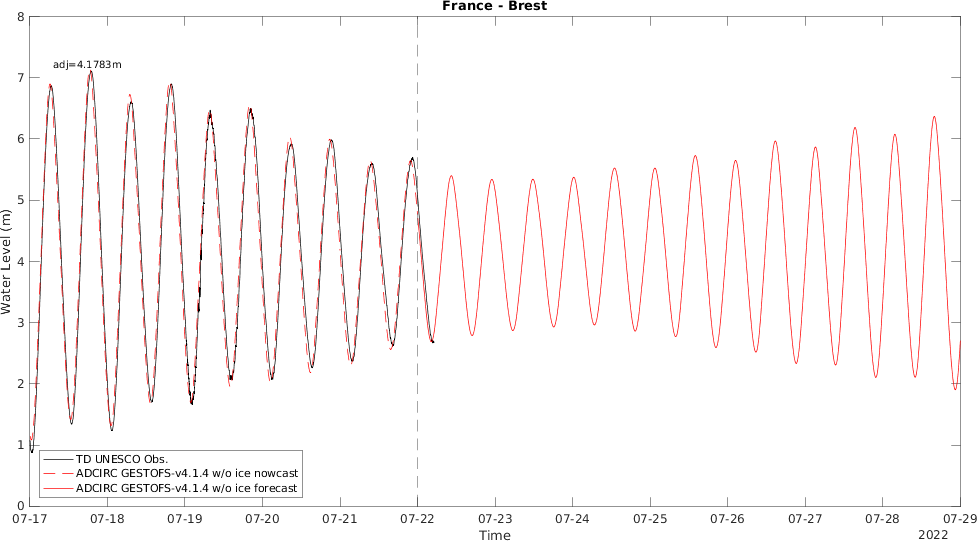 France - Brest
adj=4.1783m
Water Level (m)
8
7
6
5
4
3
2
1
0
TD UNESCO Obs.
ADCIRC GESTOFS-v4.1.4 w/o ice nowcast
ADCIRC GESTOFS-v4.1.4 w/o ice forecast
07-17 07-18 07-19 07-20 07-21 07-22 07-23 07-24 07-25 07-26 07-27 07-28 07-29
Time
2022